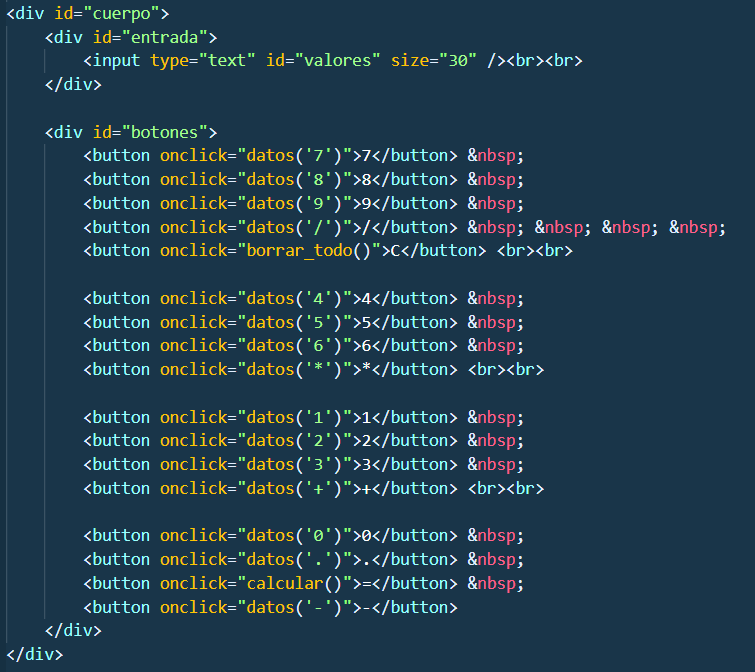 <div id="cuerpo">
    <div id="entrada">
        <input type="text" id="valores" size="30" /><br><br>
    </div>

    <div id="botones">
        <button onclick="datos('7')">7</button> &nbsp;
        <button onclick="datos('8')">8</button> &nbsp;
        <button onclick="datos('9')">9</button> &nbsp;
        <button onclick="datos('/')">/</button> &nbsp; &nbsp; &nbsp; &nbsp;
        <button onclick="borrar_todo()">C</button> <br><br>

        <button onclick="datos('4')">4</button> &nbsp;
        <button onclick="datos('5')">5</button> &nbsp;
        <button onclick="datos('6')">6</button> &nbsp;
        <button onclick="datos('*')">*</button> <br><br>

        <button onclick="datos('1')">1</button> &nbsp;
        <button onclick="datos('2')">2</button> &nbsp;
        <button onclick="datos('3')">3</button> &nbsp;
        <button onclick="datos('+')">+</button> <br><br>

        <button onclick="datos('0')">0</button> &nbsp;
        <button onclick="datos('.')">.</button> &nbsp;
        <button onclick="calcular()">=</button> &nbsp;
        <button onclick="datos('-')">-</button>
    </div>
</div>